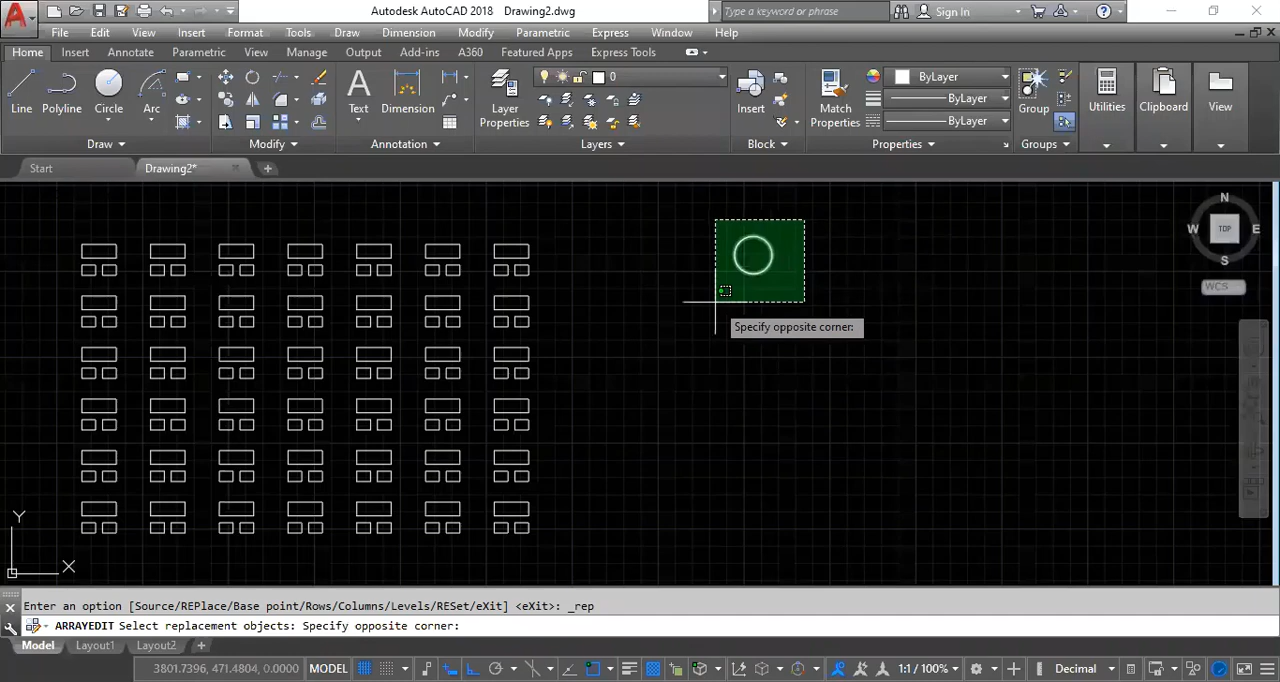 Autodesk AutoCAD 2018 Drawing2.dwg
Type a keyword or phrase
Sign In
File Edit View Insert Format Tools Draw Dimension Modify Parametric Express Window Help
Home Insert Annotate Parametric View Manage Output Add-ins A360 Featured Apps Express Tools
Line Polyline Circle Arc
Text Dimension
Layer Properties
0
Insert
Match Properties
ByLayer
ByLayer
ByLayer
Group
Utilities
Clipboard
View
Draw Modify Annotation Layers Block Properties Groups
Start Drawing2*
N
W TOP E
S
WCS
Specify opposite corner:
Y
X
Enter an option [Source/REPlace/Base point/Rows/Columns/Levels/RESet/eXit] <eXit>: _rep
ARRAYEDIT Select replacement objects: Specify opposite corner:
Model Layout1 Layout2 +
3801.7396, 471.4804, 0.0000 MODEL 1:1 / 100% Decimal